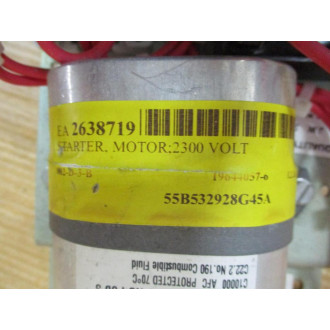 EA 2638719
STARTER, MOTOR;2300 VOLT
55B532928G45A
C10000 AFC PROTECTED 70°C
C22.2 No.190 Combustible Fluid